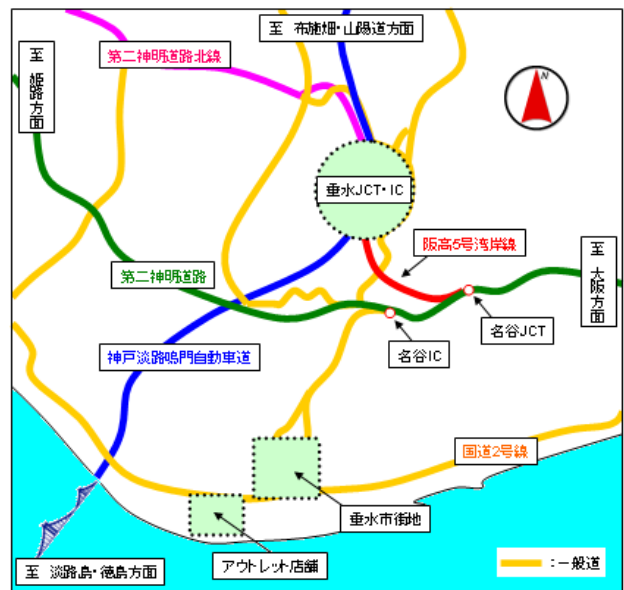 至 布施畑・山陽道方面
第二神明道路北線
至 姫路方面
N
垂水JCT・IC
阪高5号湾岸線
至 大阪方面
第二神明道路
名谷JCT
名谷IC
神戸淡路鳴門自動車道
国道2号線
垂水市街地
アウトレット店舗
:一般道
至 淡路島・徳島方面